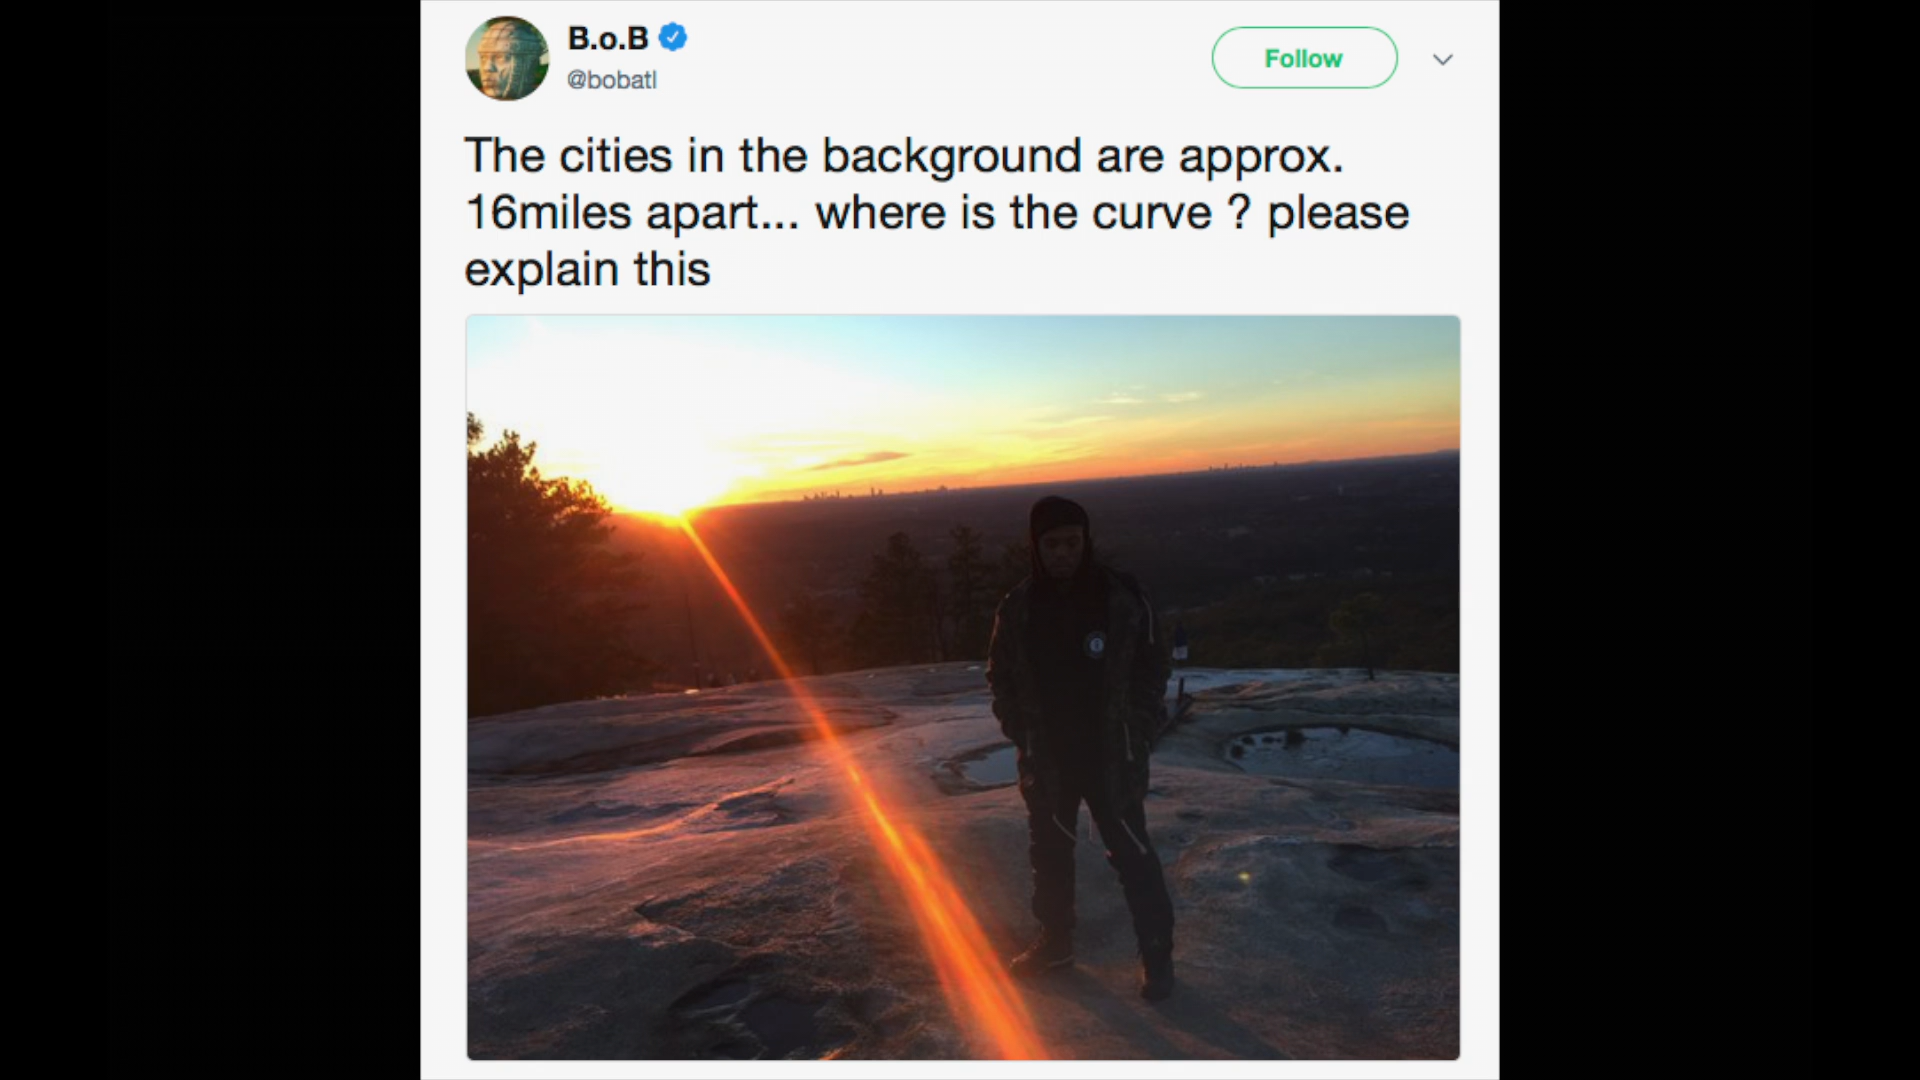 B.o.B
@bobatl
Follow
The cities in the background are approx.
16miles apart... where is the curve ? please
explain this